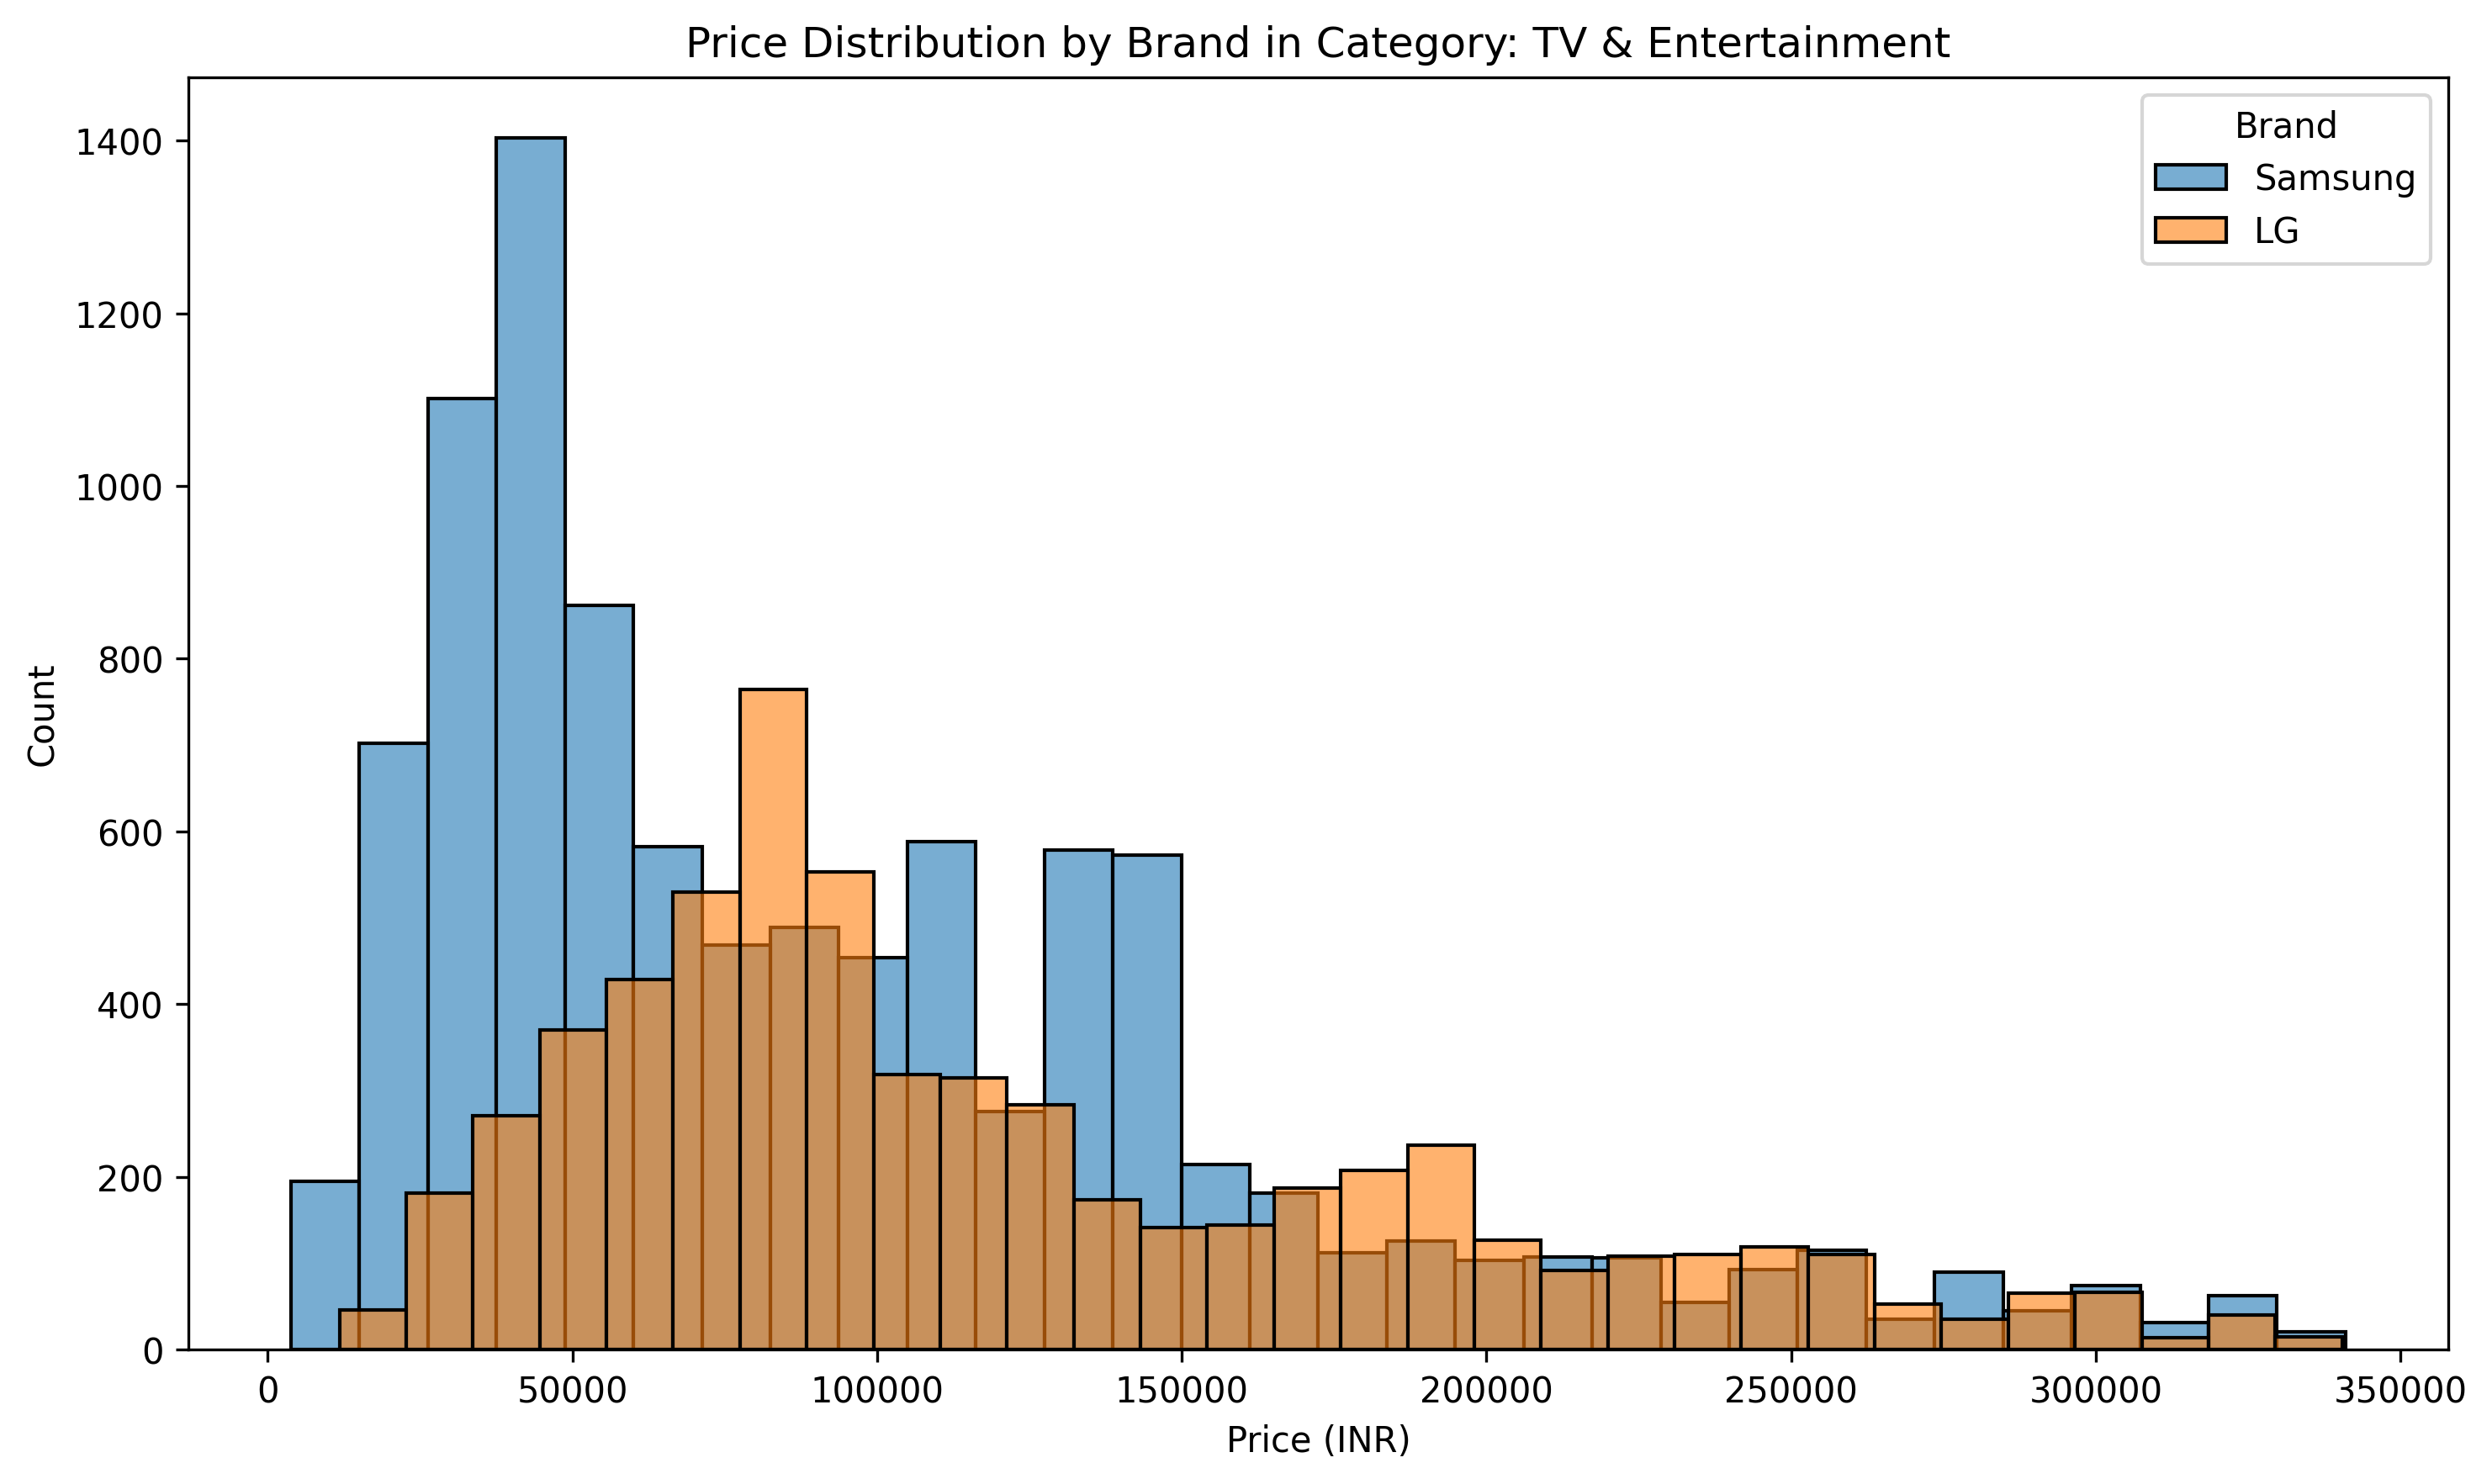 Price Distribution by Brand in Category: TV & Entertainment
Brand
Samsung
LG
1400
1200
1000
800
600
400
200
0
Count
0 50000 100000 150000 200000 250000 300000 350000
Price (INR)